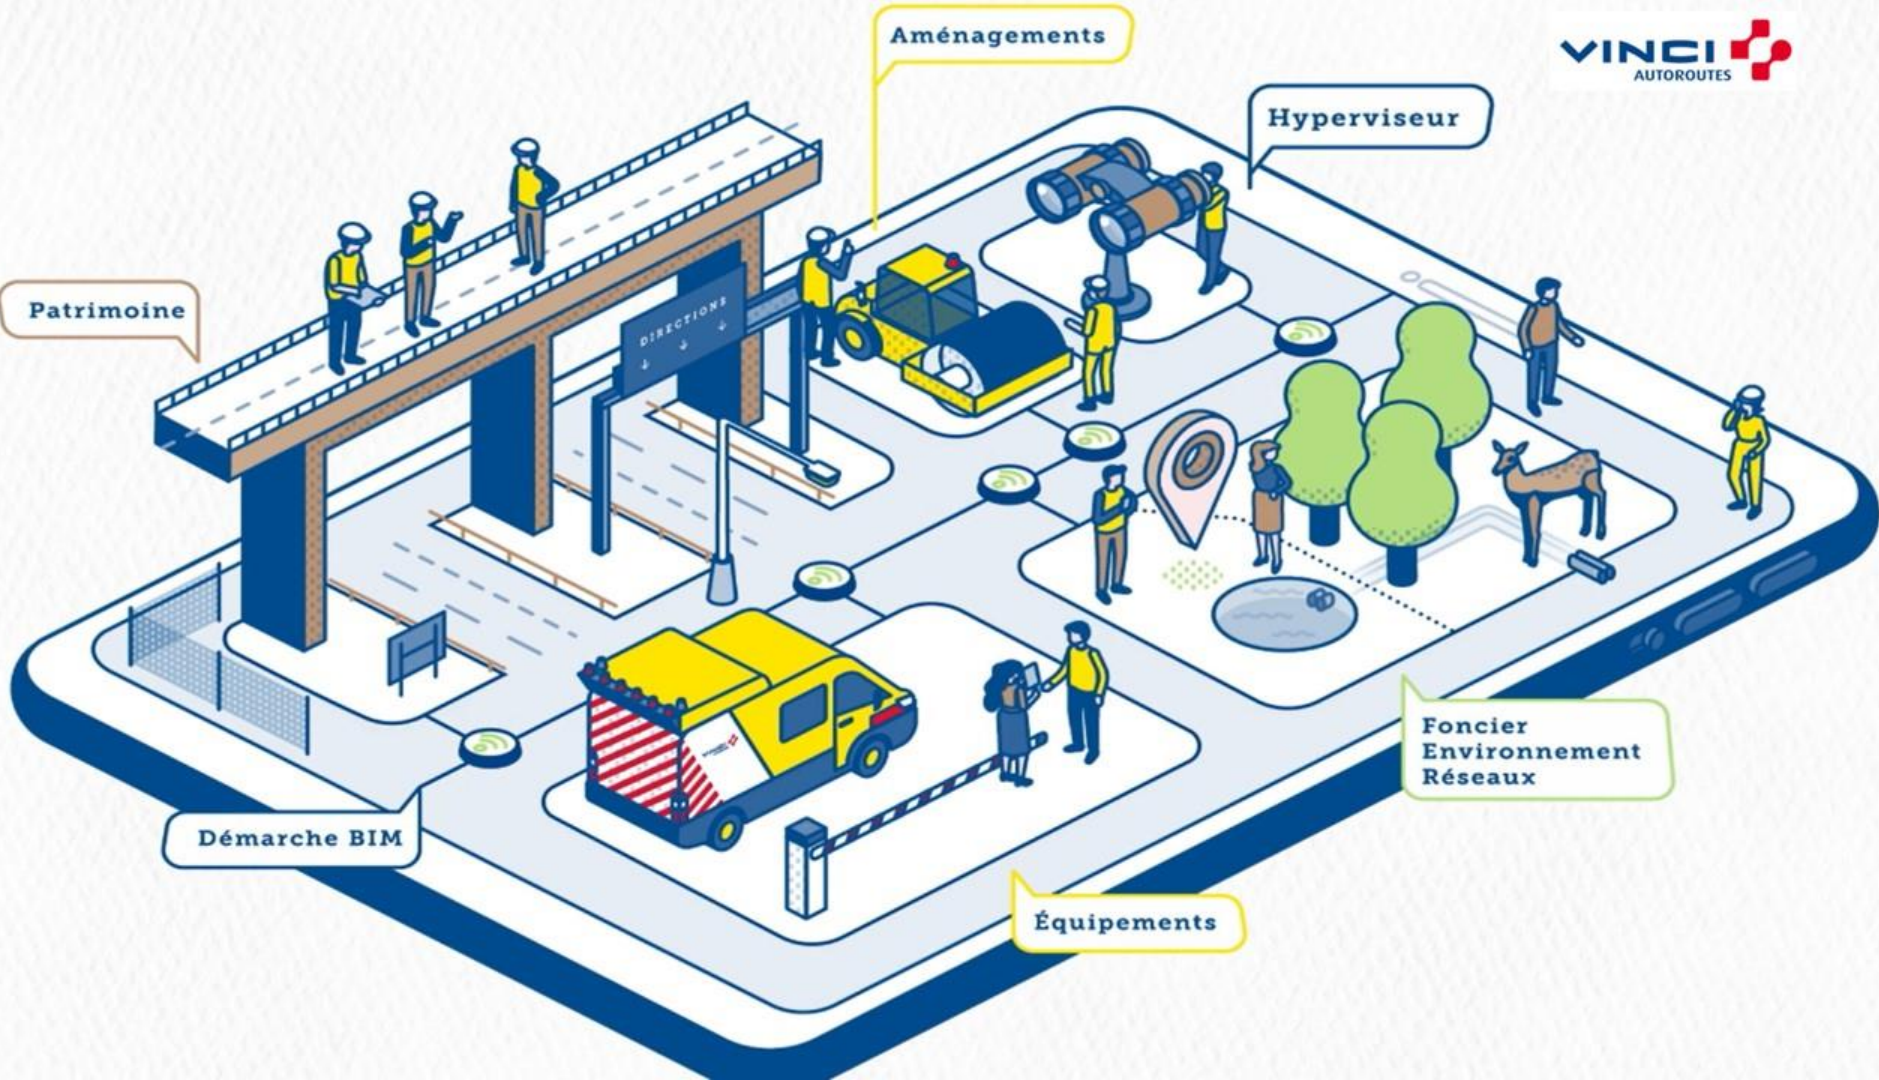 Aménagements
VINCI
AUTOROUTES
Hyperviseur
Patrimoine
DIRECTIONS
Foncier
Environnement
Réseaux
Démarche BIM
Équipements